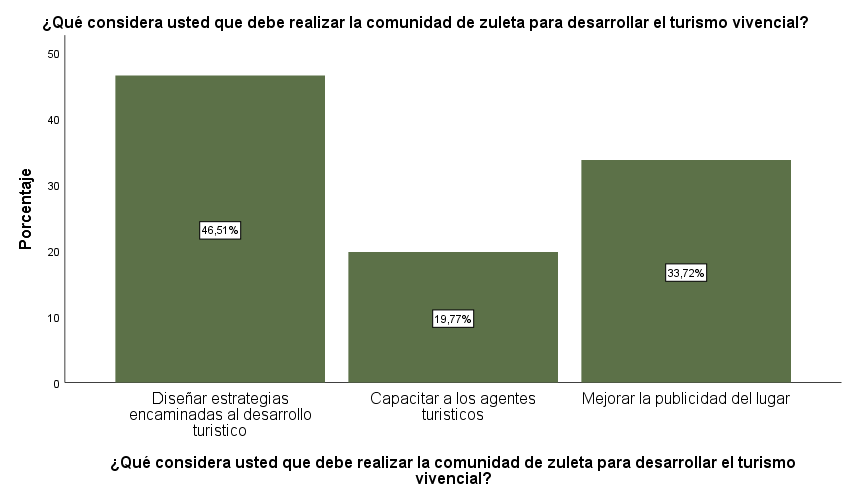 ¿Qué considera usted que debe realizar la comunidad de zuleta para desarrollar el turismo vivencial?
50
40
30
20
10
0
Porcentaje
46,51%
19,77%
33,72%
Diseñar estrategias
encaminadas al desarrollo
turistico
Capacitar a los agentes
turisticos
Mejorar la publicidad del lugar
¿Qué considera usted que debe realizar la comunidad de zuleta para desarrollar el turismo
vivencial?